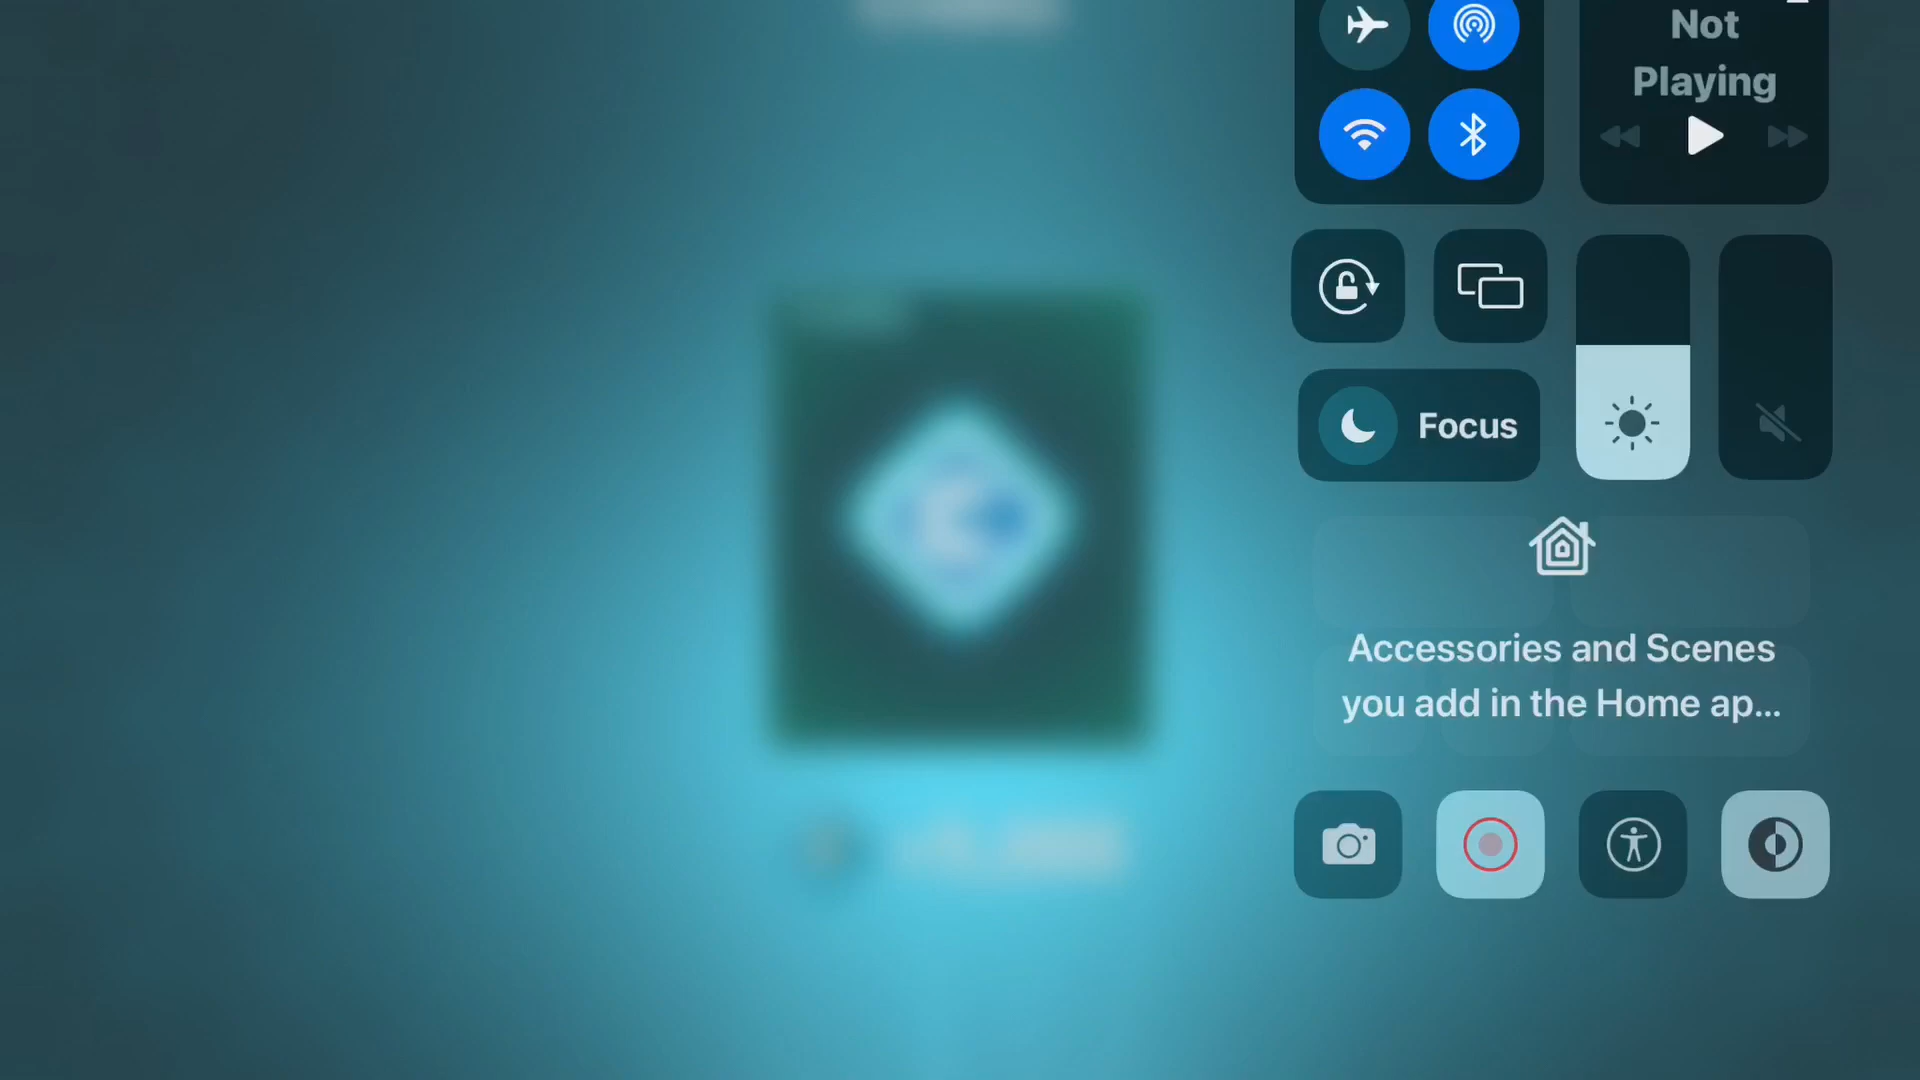 Not
Playing
Focus
Accessories and Scenes
you add in the Home ap...